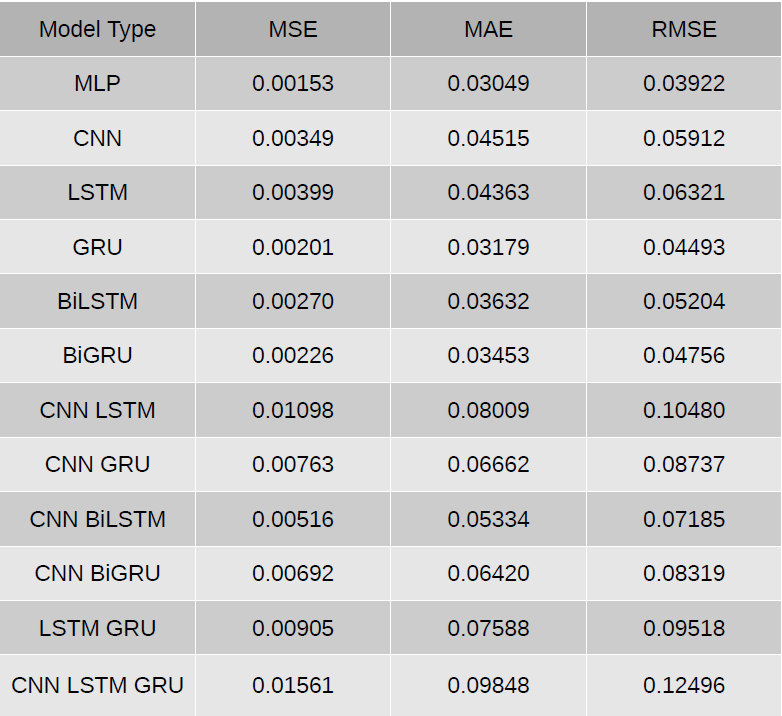 Model Type MSE MAE RMSE
MLP 0.00153 0.03049 0.03922
CNN 0.00349 0.04515 0.05912
LSTM 0.00399 0.04363 0.06321
GRU 0.00201 0.03179 0.04493
BiLSTM 0.00270 0.03632 0.05204
BiGRU 0.00226 0.03453 0.04756
CNN LSTM 0.01098 0.08009 0.10480
CNN GRU 0.00763 0.06662 0.08737
CNN BiLSTM 0.00516 0.05334 0.07185
CNN BiGRU 0.00692 0.06420 0.08319
LSTM GRU 0.00905 0.07588 0.09518
CNN LSTM GRU 0.01561 0.09848 0.12496